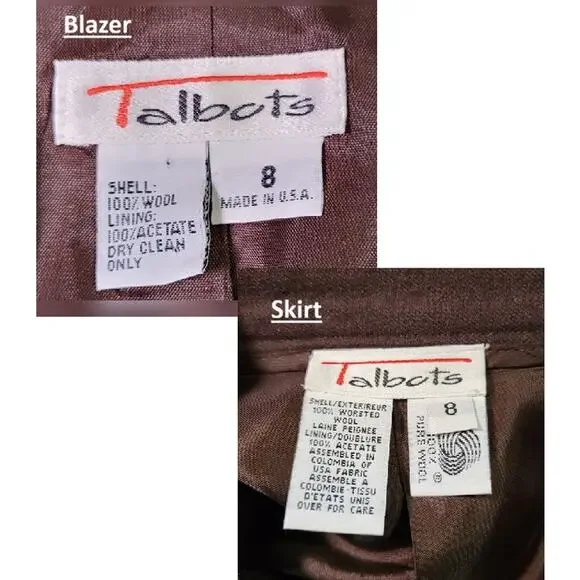 Blazer
Talbots
SHELL:
100% WOOL
LINING:
100% ACETATE
DRY CLEAN
ONLY
8
MADE IN U.S.A.
Skirt
Talbots
SHELL/EXTERIEUR
100% WORSTED
WOOL
LAINE PEIGNEE
LINING/DOUBLURE
100% ACETATE
ASSEMBLED IN
COLOMBIA OF
USA FABRIC
ASSEMBLE A
COLOMBIE-TISSU
D'ETATS UNIS
OVER FOR CARE
8
100%
PURE WOOL
®